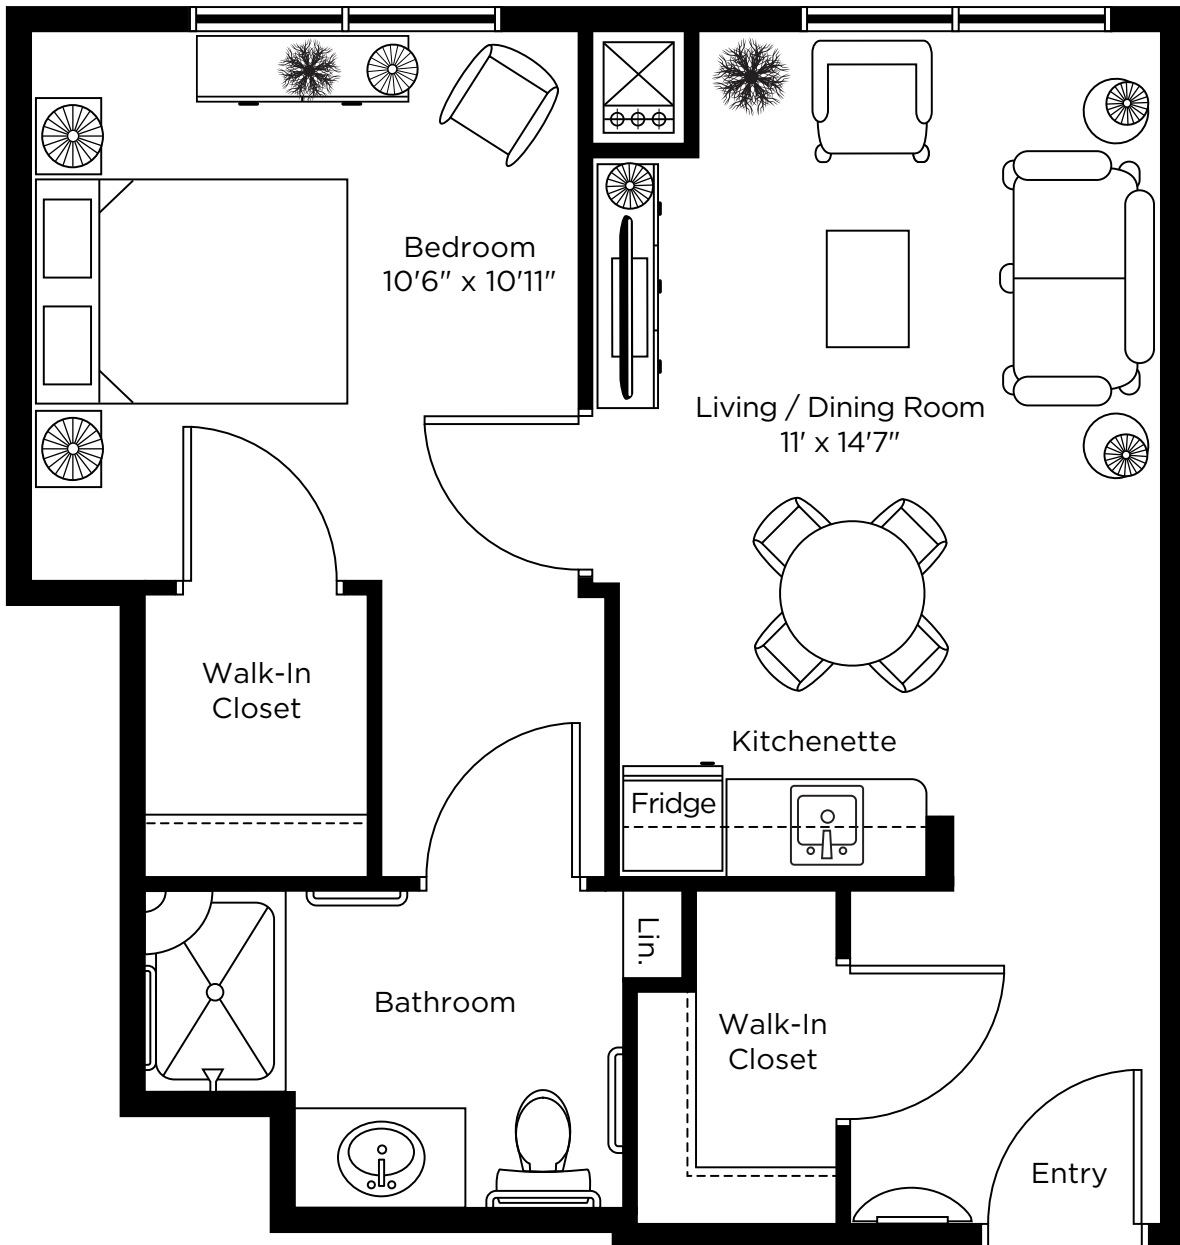 Bedroom
10'6" x 10'11"
Living / Dining Room
11' x 14'7"
Walk-In
Closet
Kitchenette
Fridge
Lin.
Bathroom
Walk-In
Closet
Entry